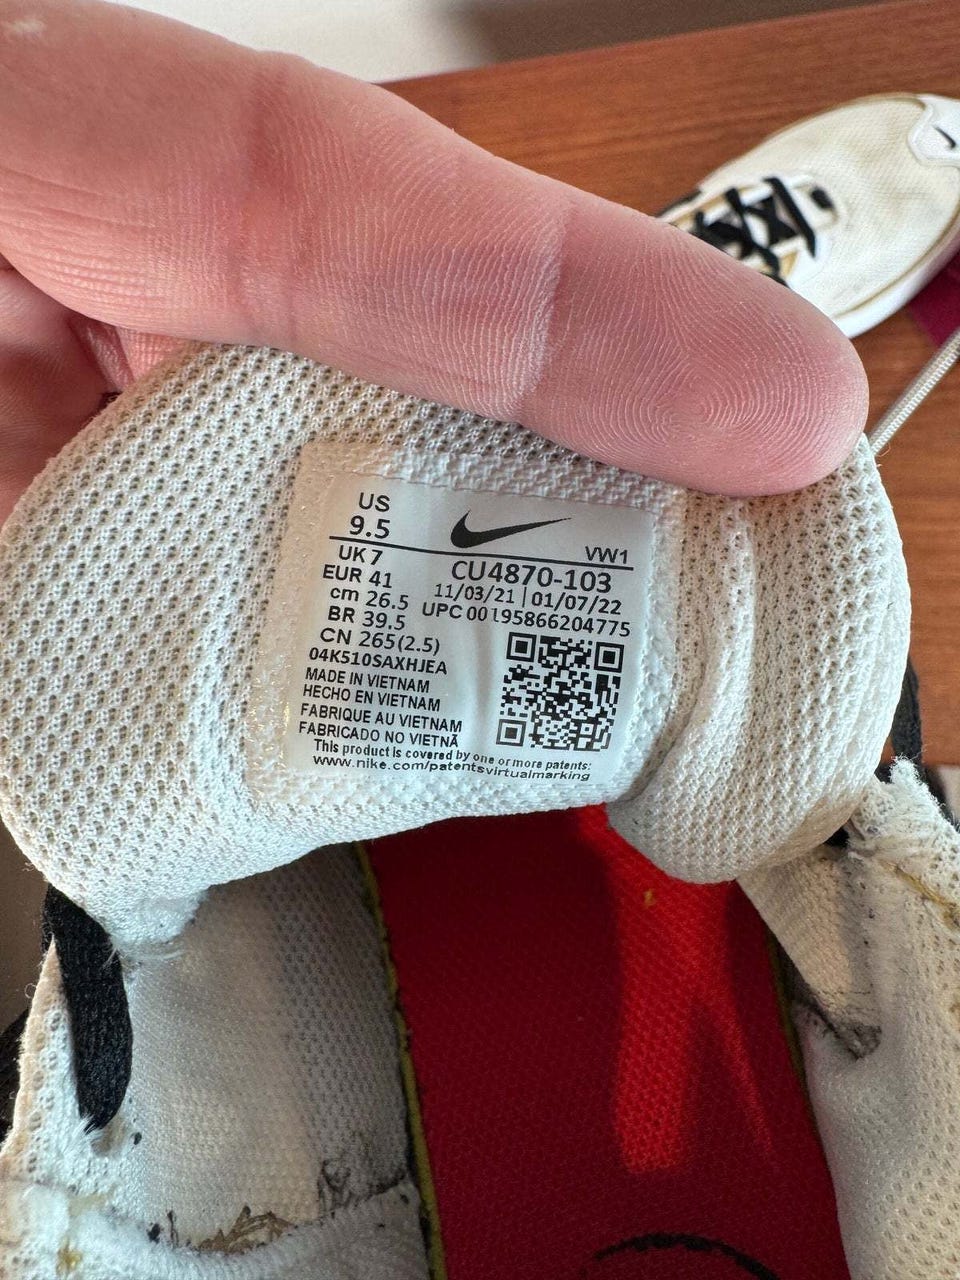 US
9.5
VW1
UK 7
CU4870-103
EUR 41
11/03/21 | 01/07/22
cm 26.5
UPC 00195866204775
BR 39.5
CN 265(2.5)
04K510SAXHJEA
MADE IN VIETNAM
HECHO EN VIETNAM
FABRIQUE AU VIETNAM
FABRICADO NO VIETNÃ
This product is covered by one or more patents:
www.nike.com/patentsvirtualmarking